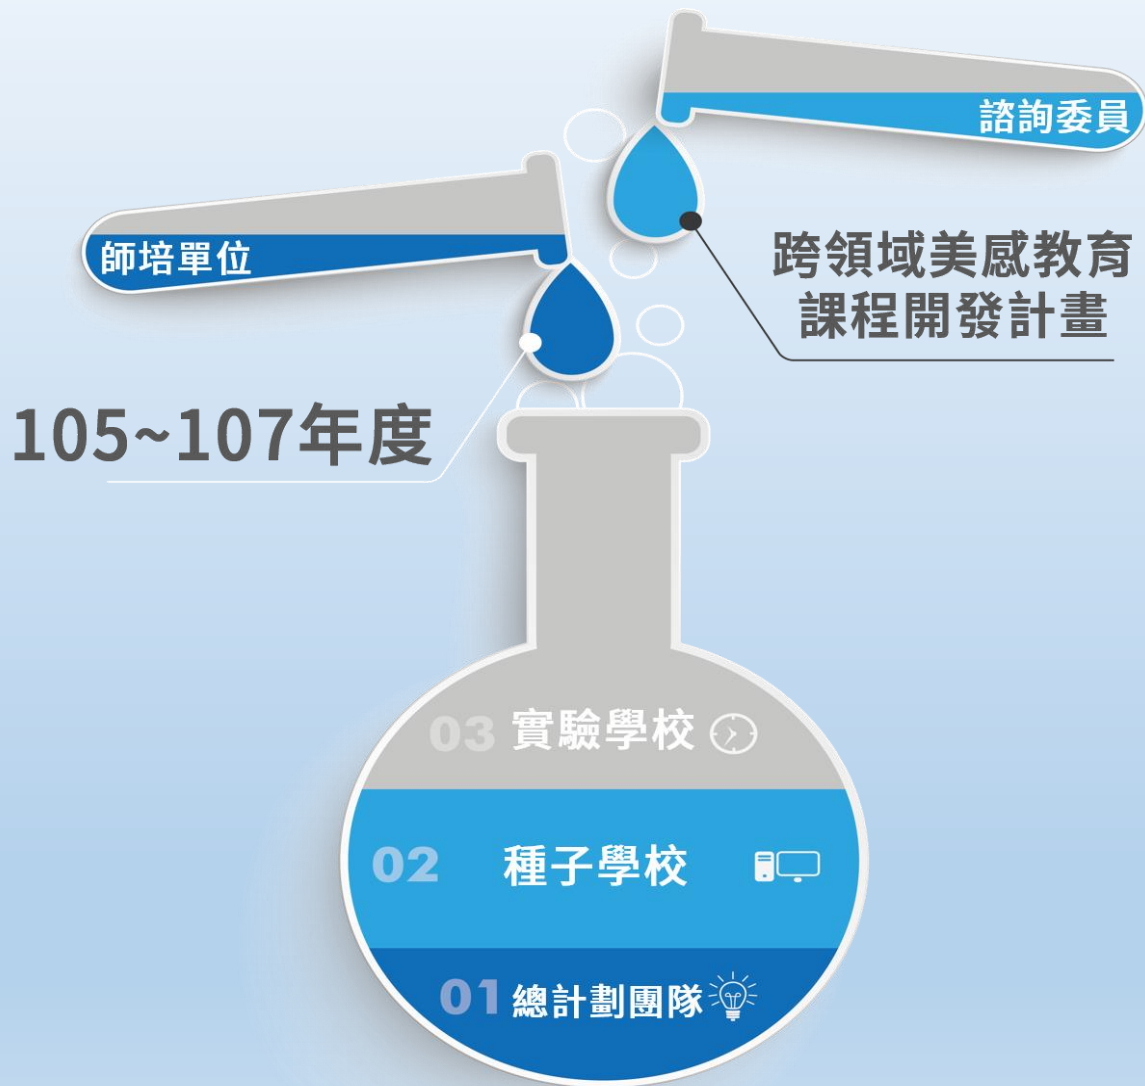 諮詢委員
師培單位
跨領域美感教育
課程開發計畫
105~107年度
03 實驗學校
02 種子學校
01 總計劃團隊